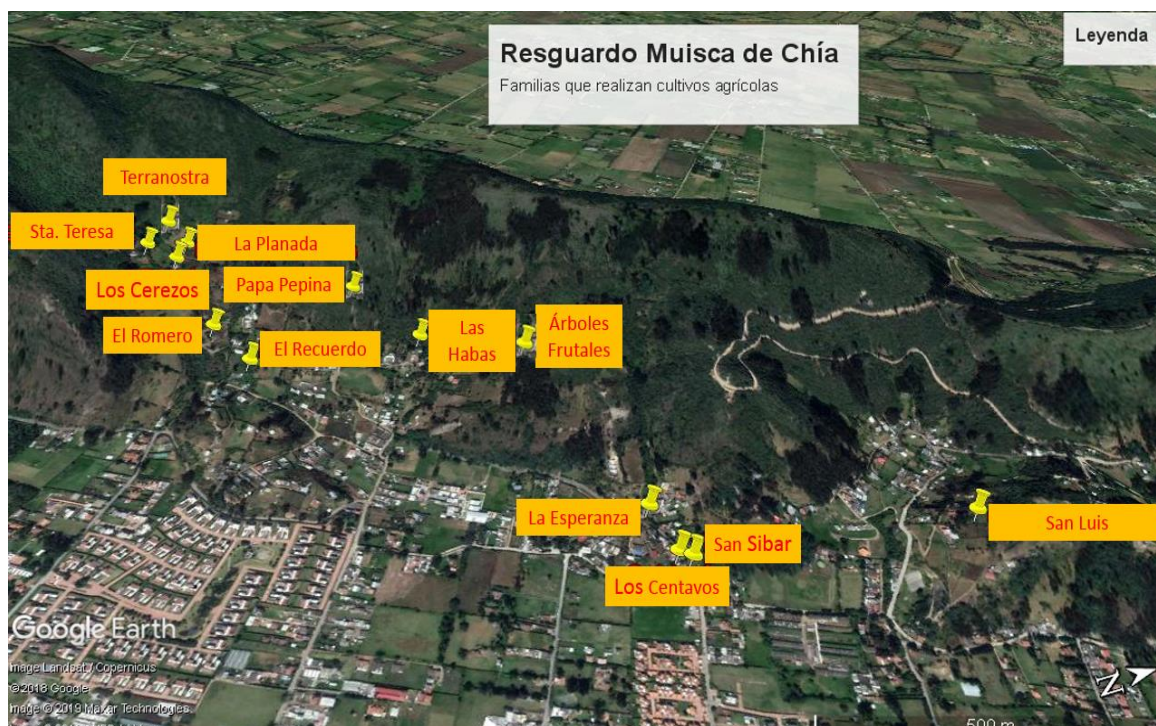 Resguardo Muisca de Chía
Familias que realizan cultivos agrícolas
Leyenda
Terranostra
Sta. Teresa
La Planada
Los Cerezos
Papa Pepina
El Romero
El Recuerdo
Las
Habas
Árboles
Frutales
La Esperanza
San Sibar
Los Centavos
San Luis
Google Earth
Image Landsat / Copernicus
©2018 Google
Image © 2019 Maxar Technologies
N
500 m